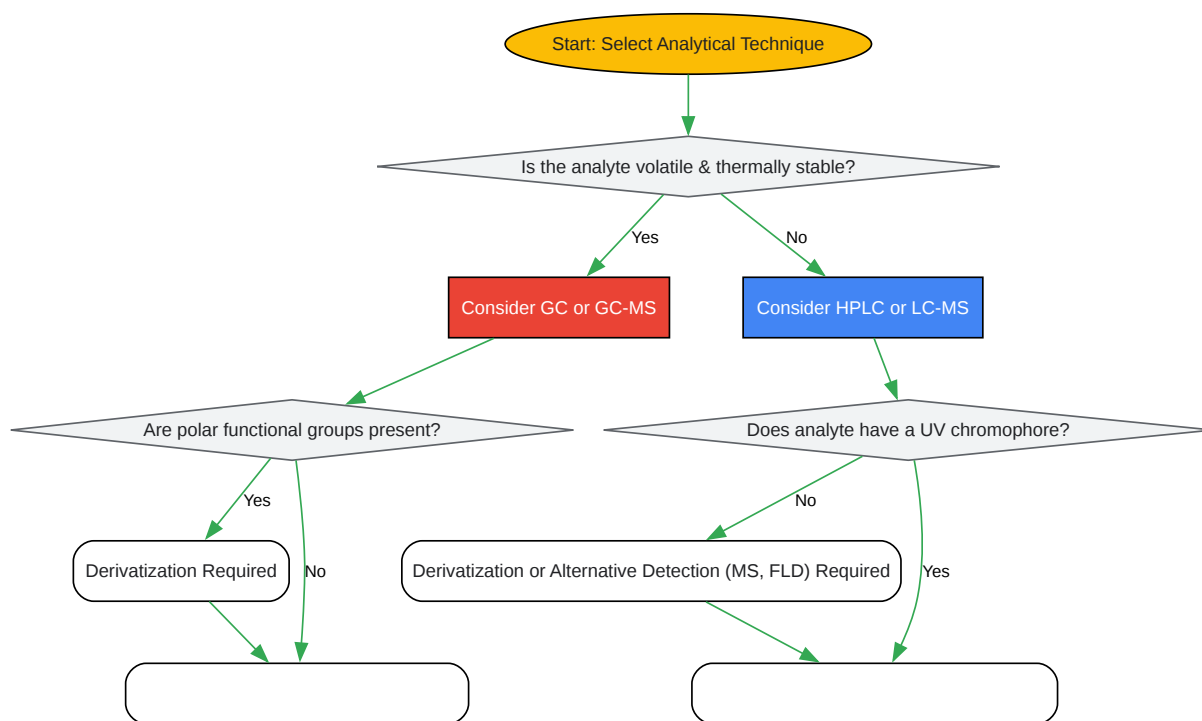 Start: Select Analytical Technique
Is the analyte volatile & thermally stable?
Yes
No
Consider GC or GC-MS
Consider HPLC or LC-MS
Are polar functional groups present?
Does analyte have a UV chromophore?
Yes
No
Derivatization Required
No
Derivatization or Alternative Detection (MS, FLD) Required
Yes